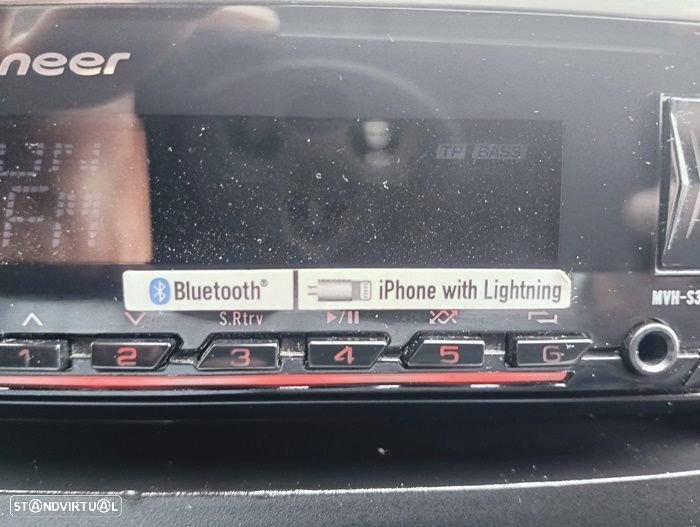 neer
TP BASS
Bluetooth®
iPhone with Lightning
MVH-S3
S.Rtrv
1 2 3 4 5 6
STANDVIRTUAL